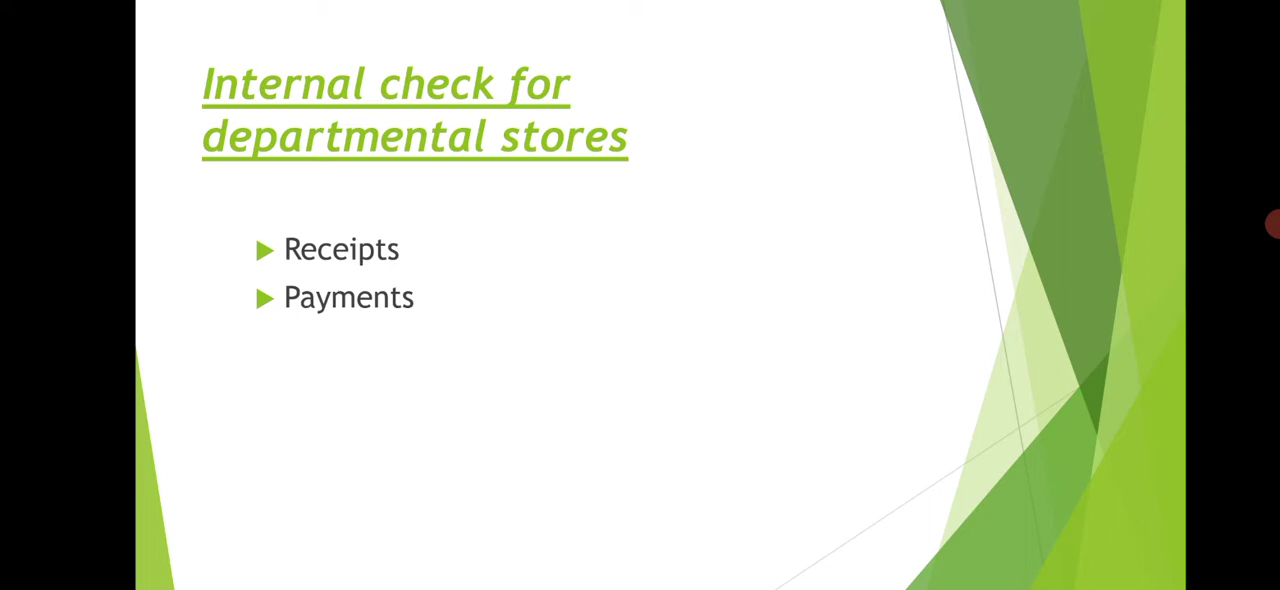 Internal check for
departmental stores
Receipts
Payments